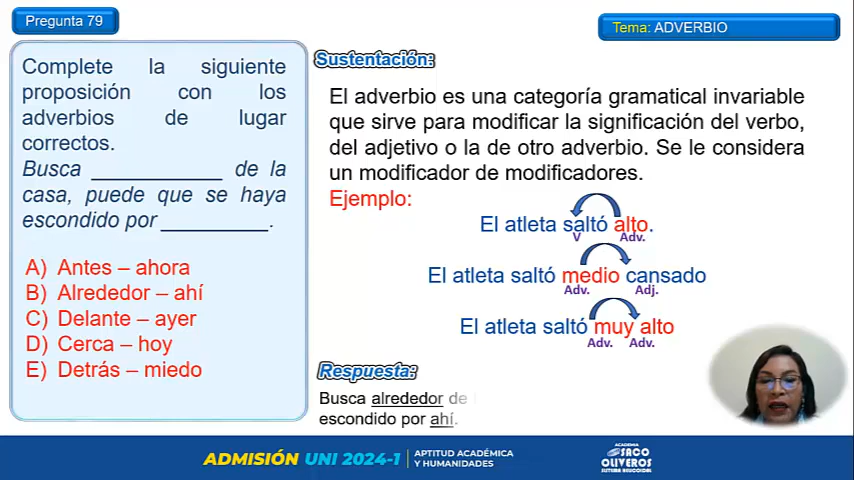 Pregunta 79
Tema: ADVERBIO
Complete la siguiente
proposición con los
adverbios de lugar
correctos.
Busca ___________ de la
casa, puede que se haya
escondido por _________.
A) Antes – ahora
B) Alrededor – ahí
C) Delante – ayer
D) Cerca – hoy
E) Detrás – miedo
Sustentación:
El adverbio es una categoría gramatical invariable
que sirve para modificar la significación del verbo,
del adjetivo o la de otro adverbio. Se le considera
un modificador de modificadores.
Ejemplo:
El atleta saltó alto.
V Adv.
El atleta saltó medio cansado
Adv. Adj.
El atleta saltó muy alto
Adv. Adv.
Respuesta:
Busca alrededor de
escondido por ahí.
ADMISIÓN UNI 2024-1
APTITUD ACADÉMICA
Y HUMANIDADES
ACADEMIA
SACO
OLIVEROS
SISTEMA HELICOIDAL